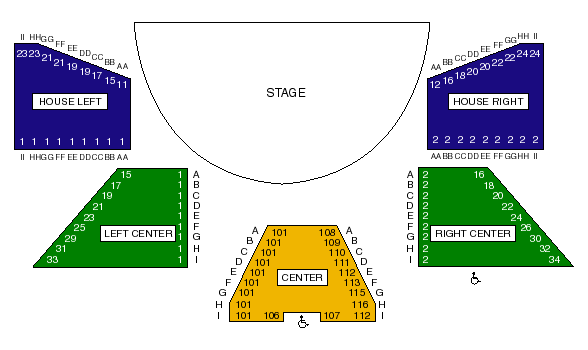 II HH GG FF EE DD CC BB AA
23 23 21 21 19 19 17 15 11
HOUSE LEFT
1 1 1 1 1 1 1 1 1
II HH GG FF EE DD CC BB AA
STAGE
AA BB CC DD EE FF GG HH II
12 16 18 20 20 22 22 24 24
HOUSE RIGHT
2 2 2 2 2 2 2 2 2
AA BB CC DD EE FF GG HH II
15 1 A
17 1 B
19 1 C
21 1 D
23 1 E
25 1 F
29 1 G
31 1 H
33 1 I
LEFT CENTER
A 2 16
B 2 18
C 2 20
D 2 22
E 2 24
F 2 26
G 2 30
H 2 32
I 2 34
RIGHT CENTER
A 101 108
B 101 109
C 101 110
D 101 111
E 101 112
F 101 113
G 101 115
H 101 116
I 101 106 107 112
CENTER